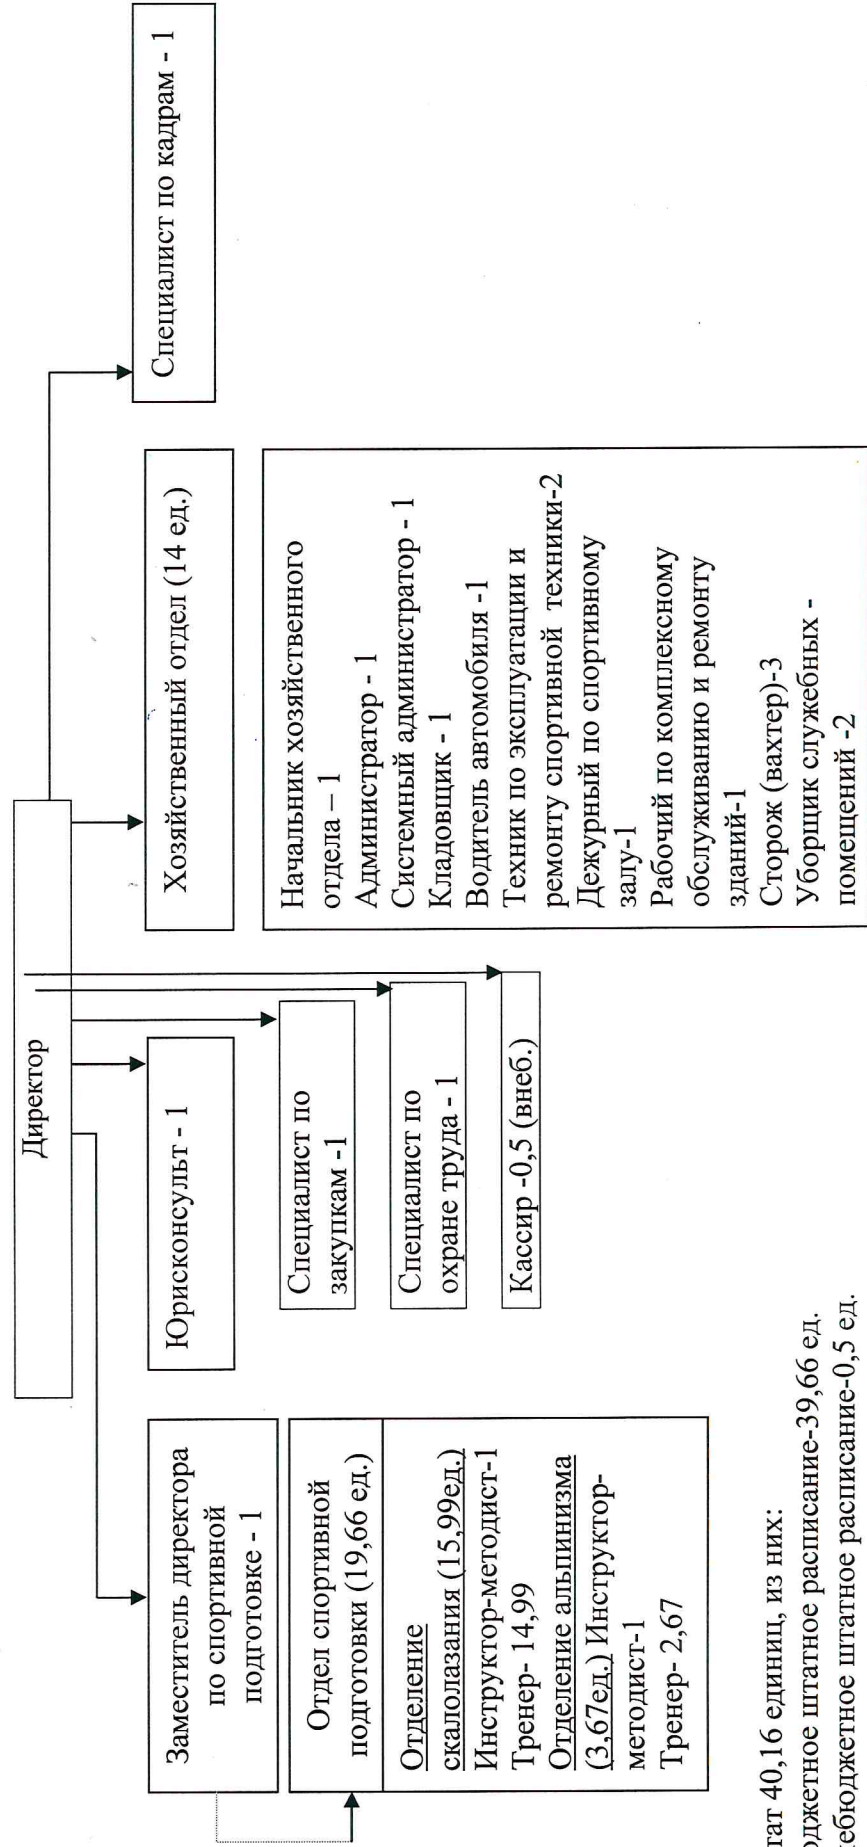 Директор
Заместитель директора
по спортивной
подготовке - 1
Отдел спортивной
подготовки (19,66 ед.)
Отделение
скалолазания (15,99ед.)
Инструктор-методист-1
Тренер- 14,99
Отделение альпинизма
(3,67ед.) Инструктор-
методист-1
Тренер- 2,67
Юрисконсульт - 1
Специалист по
закупкам -1
Специалист по
охране труда - 1
Кассир -0,5 (внеб.)
Хозяйственный отдел (14 ед.)
Начальник хозяйственного
отдела – 1
Администратор - 1
Системный администратор - 1
Кладовщик - 1
Водитель автомобиля -1
Техник по эксплуатации и
ремонту спортивной техники-2
Дежурный по спортивному
залу-1
Рабочий по комплексному
обслуживанию и ремонту
зданий-1
Сторож (вахтер)-3
Уборщик служебных -
помещений -2
Специалист по кадрам - 1
40,16 единиц, из них:
штатное расписание-39,66 ед.
штатное расписание-0,5 ед.